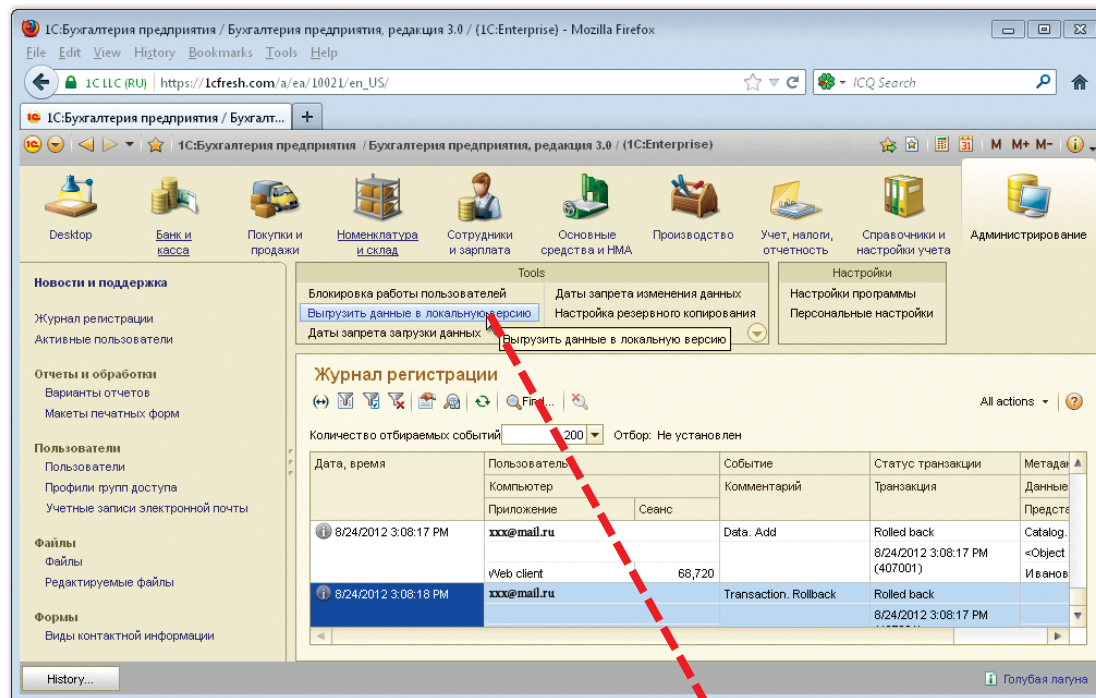 1С:Бухгалтерия предприятия / Бухгалтерия предприятия, редакция 3.0 / (1C:Enterprise) - Mozilla Firefox
File Edit View History Bookmarks Tools Help
1C LLC (RU) https://1cfresh.com/a/ea/10021/en_US/ ICQ Search
1С:Бухгалтерия предприятия / Бухгалт... +
1С:Бухгалтерия предприятия / Бухгалтерия предприятия, редакция 3.0 / (1C:Enterprise) 31 M M+ M-
Desktop
Банк и касса
Покупки и продажи
Номенклатура и склад
Сотрудники и зарплата
Основные средства и НМА
Производство
Учет, налоги, отчетность
Справочники и настройки учета
Администрирование
Новости и поддержка
Журнал регистрации
Активные пользователи
Отчеты и обработки
Варианты отчетов
Макеты печатных форм
Пользователи
Пользователи
Профили групп доступа
Учетные записи электронной почты
Файлы
Файлы
Редактируемые файлы
Формы
Виды контактной информации
Tools
Блокировка работы пользователей Даты запрета изменения данных
Выгрузить данные в локальную версию Настройка резервного копирования
Даты запрета загрузки данных
Выгрузить данные в локальную версию
Настройки
Настройки программы
Персональные настройки
Журнал регистрации
Find... All actions
Количество отбираемых событий 200 Отбор: Не установлен
Дата, время Пользователь Событие Статус транзакции Метадан
Компьютер Комментарий Транзакция Данные
Приложение Сеанс Предста
8/24/2012 3:08:17 PM xxx@mail.ru Data. Add Rolled back Catalog.
8/24/2012 3:08:17 PM (407001) <Object
Web client 68,720 Иванов
8/24/2012 3:08:18 PM xxx@mail.ru Transaction. Rollback Rolled back
8/24/2012 3:08:17 PM
History... Голубая лагуна